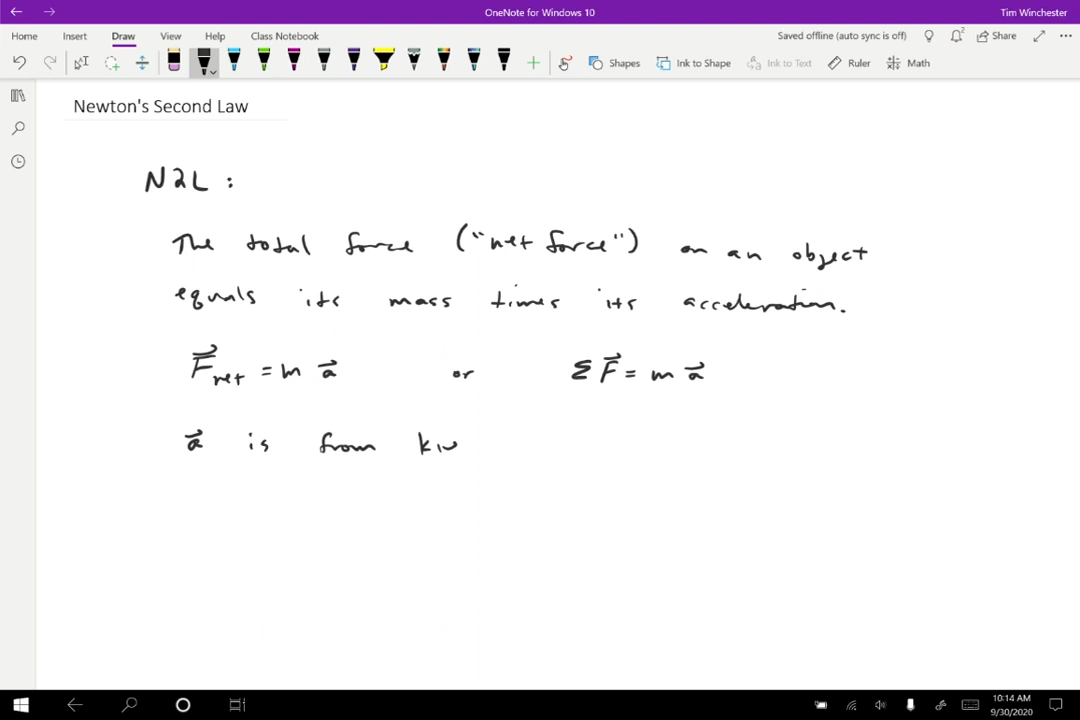 OneNote for Windows 10
Tim Winchester
Home Insert Draw View Help Class Notebook
Saved offline (auto sync is off) Share
Shapes Ink to Shape Ink to Text Ruler Math
Newton's Second Law
N2L :
The total force ("net force") on an object
equals its mass times its acceleration.
F⃗net = m a⃗ or Σ F⃗ = m a⃗
a⃗ is from kin
10:14 AM
9/30/2020